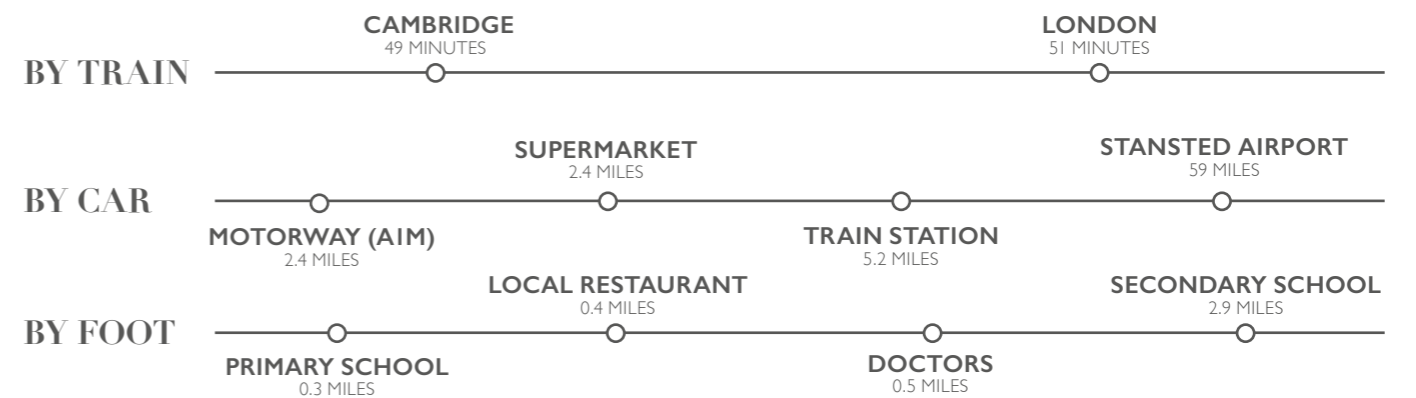 BY TRAIN
CAMBRIDGE
49 MINUTES
LONDON
51 MINUTES
BY CAR
MOTORWAY (A1M)
2.4 MILES
SUPERMARKET
2.4 MILES
TRAIN STATION
5.2 MILES
STANSTED AIRPORT
59 MILES
BY FOOT
PRIMARY SCHOOL
0.3 MILES
LOCAL RESTAURANT
0.4 MILES
DOCTORS
0.5 MILES
SECONDARY SCHOOL
2.9 MILES